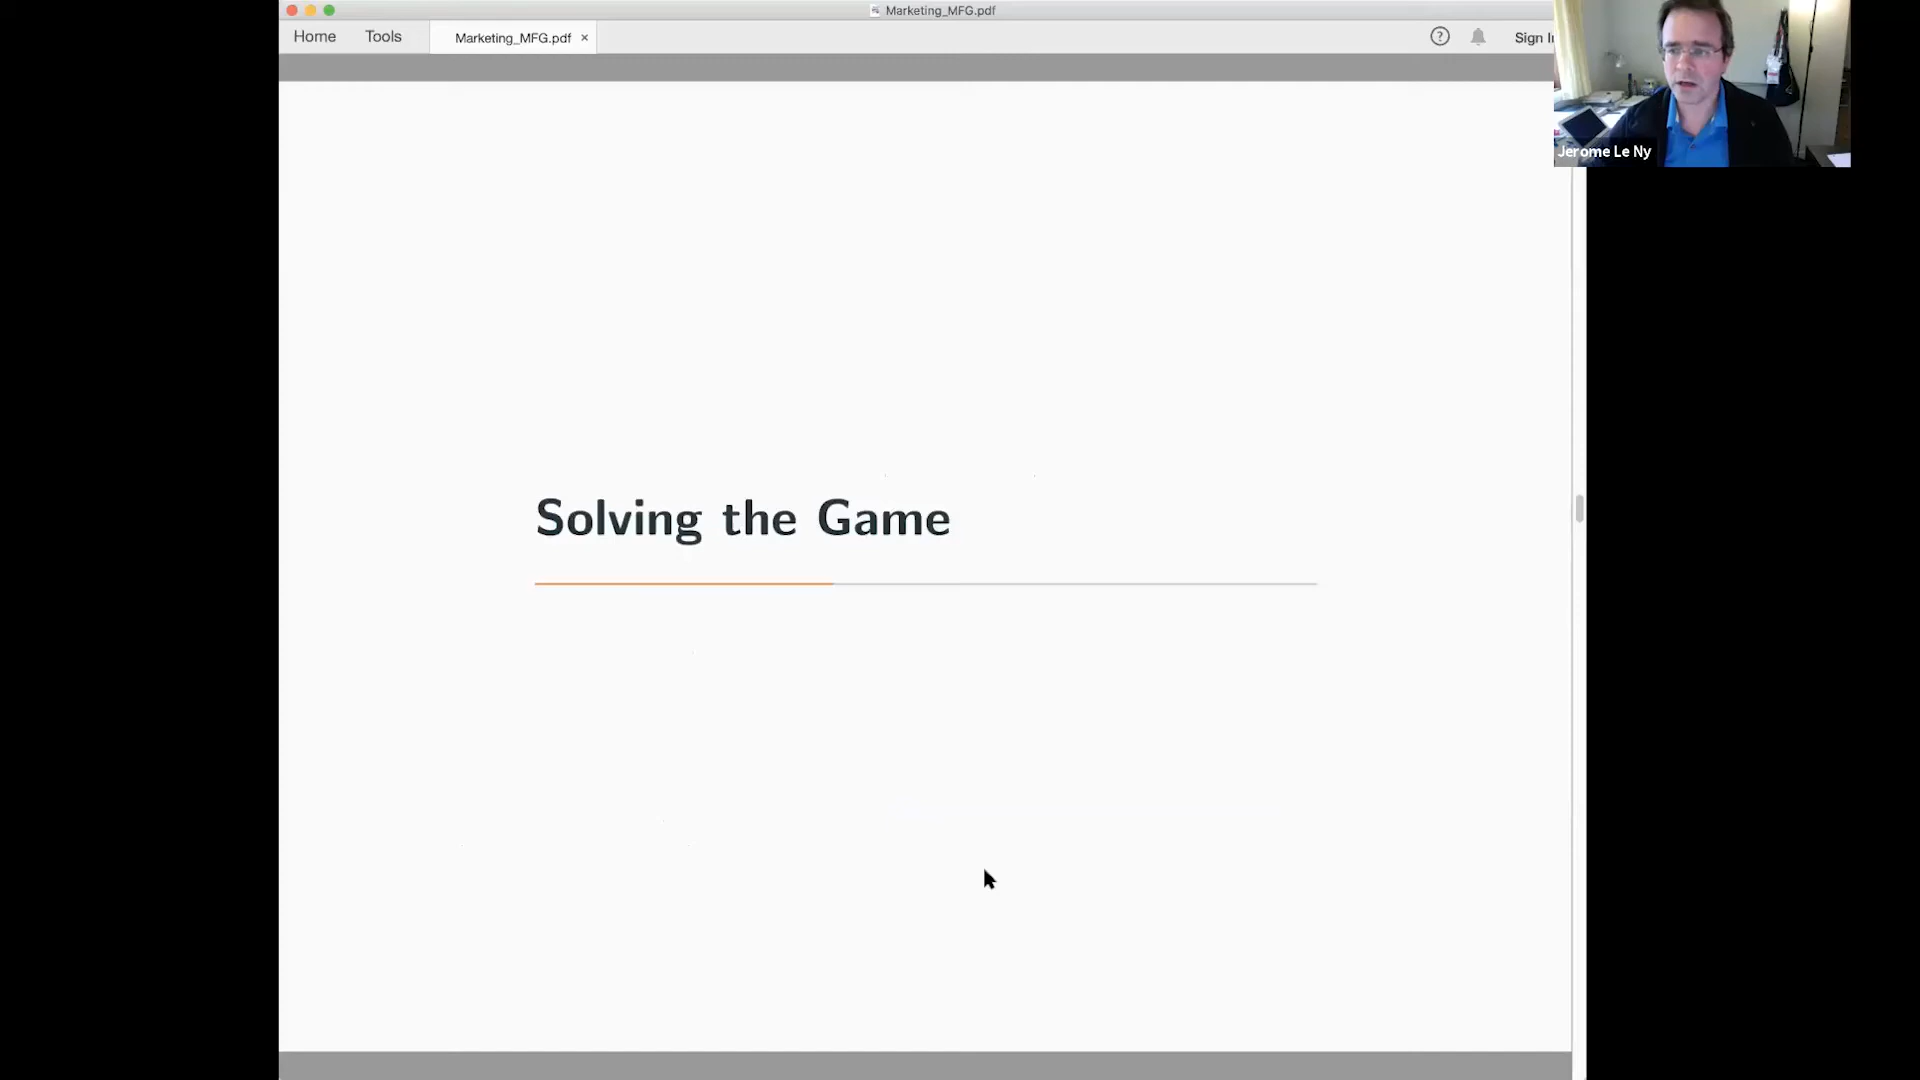 Marketing_MFG.pdf
Home Tools Marketing_MFG.pdf × ? Sign I
Jerome Le Ny
Solving the Game